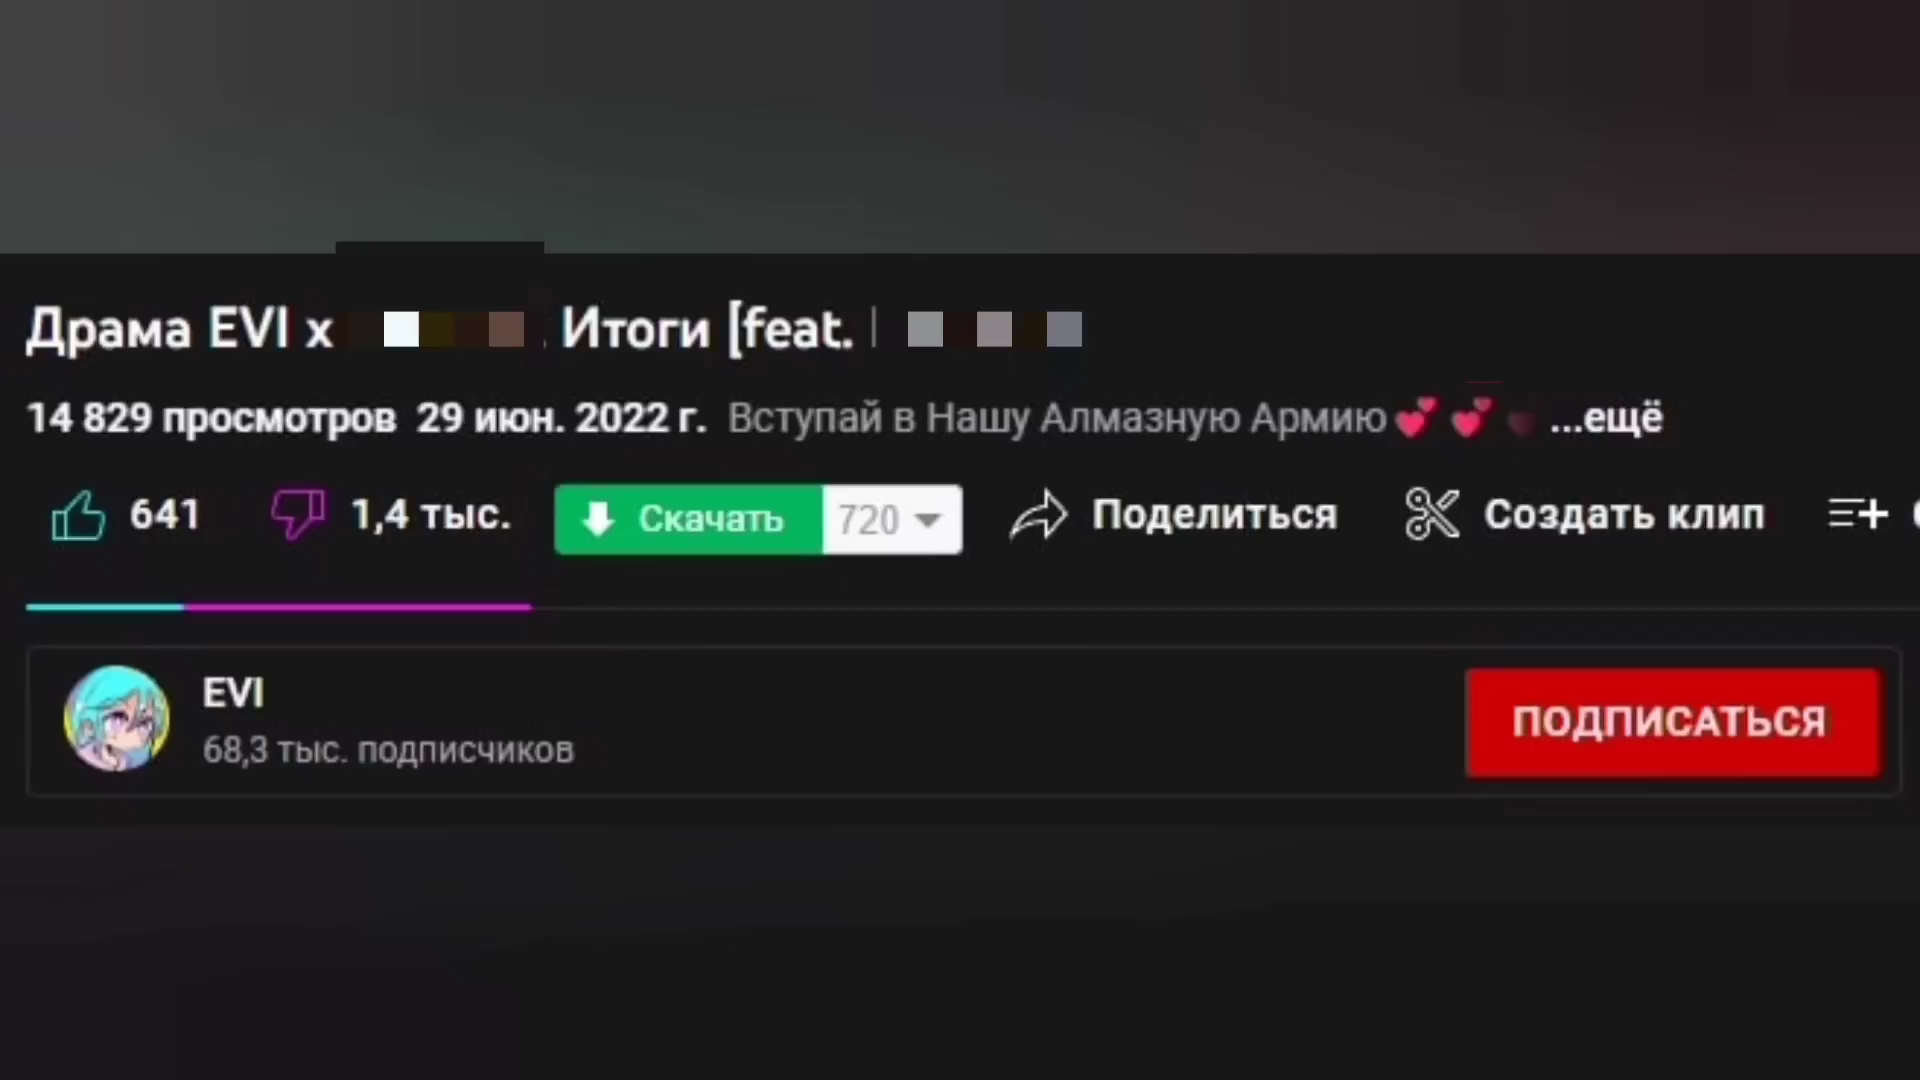 Драма EVI x . Итоги [feat.
14 829 просмотров 29 июн. 2022 г. Вступай в Нашу Алмазную Армию💕 💕 ...ещё
641 1,4 тыс. Скачать 720 Поделиться Создать клип
EVI
68,3 тыс. подписчиков
ПОДПИСАТЬСЯ